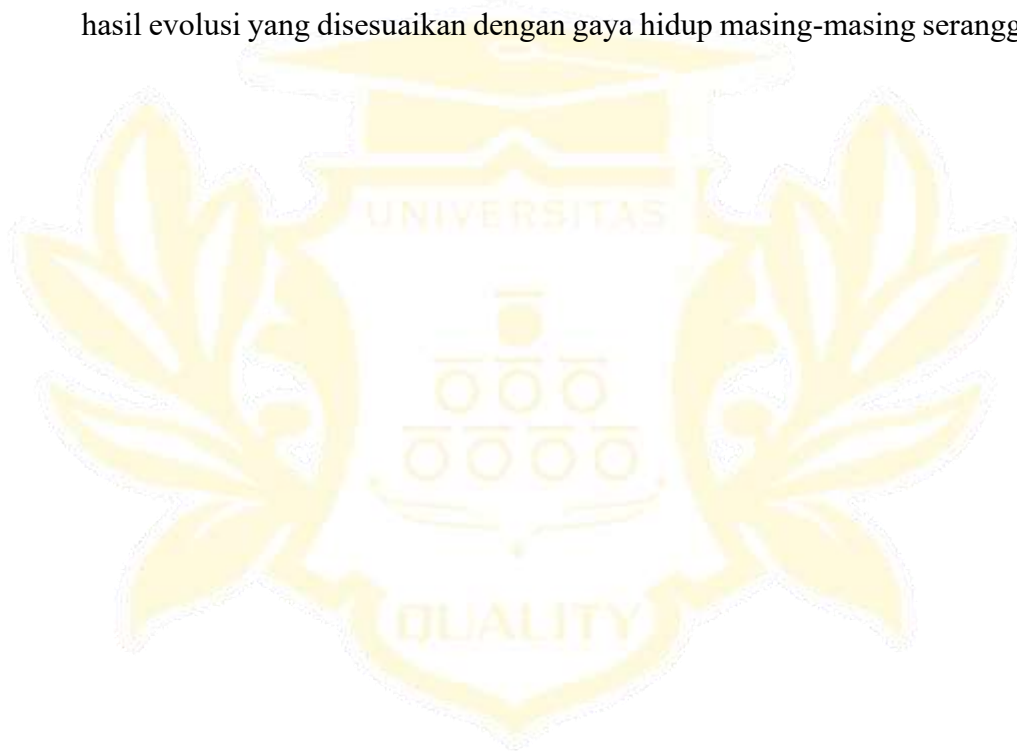 hasil evolusi yang disesuaikan dengan gaya hidup masing-masing serangg
UNIVERSITAS
QUALITY